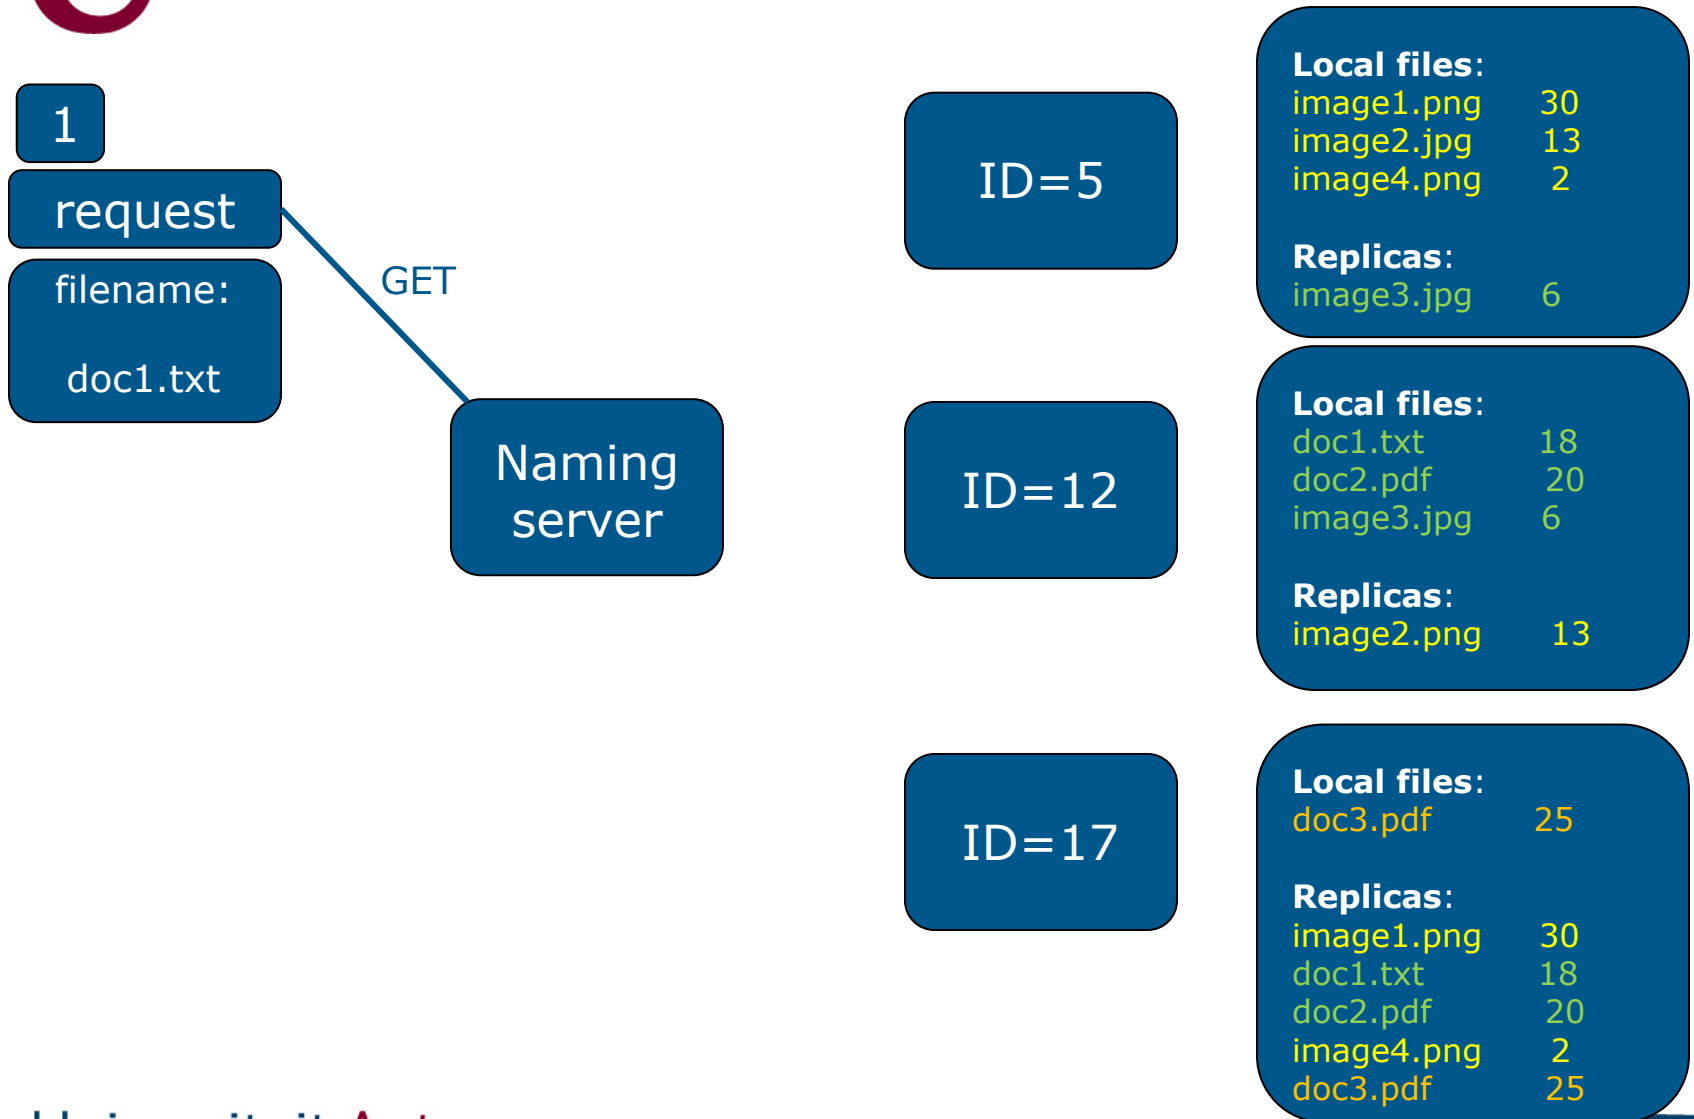 1
request
filename:
doc1.txt
GET
Naming
server
ID=5
Local files:
image1.png 30
image2.jpg 13
image4.png 2
Replicas:
image3.jpg 6
ID=12
Local files:
doc1.txt 18
doc2.pdf 20
image3.jpg 6
Replicas:
image2.png 13
ID=17
Local files:
doc3.pdf 25
Replicas:
image1.png 30
doc1.txt 18
doc2.pdf 20
image4.png 2
doc3.pdf 25